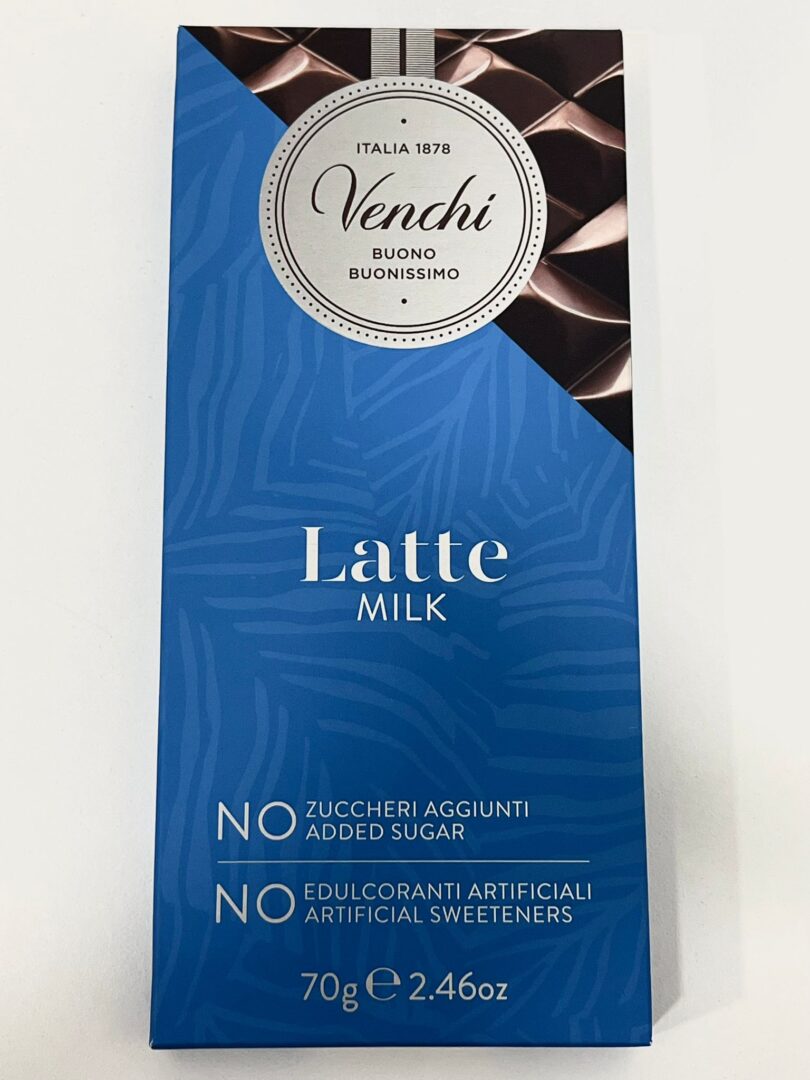 ITALIA 1878
Venchi
BUONO
BUONISSIMO
Latte
MILK
NO ZUCCHERI AGGIUNTI
ADDED SUGAR
NO EDULCORANTI ARTIFICIALI
ARTIFICIAL SWEETENERS
70g ℮ 2.46oz